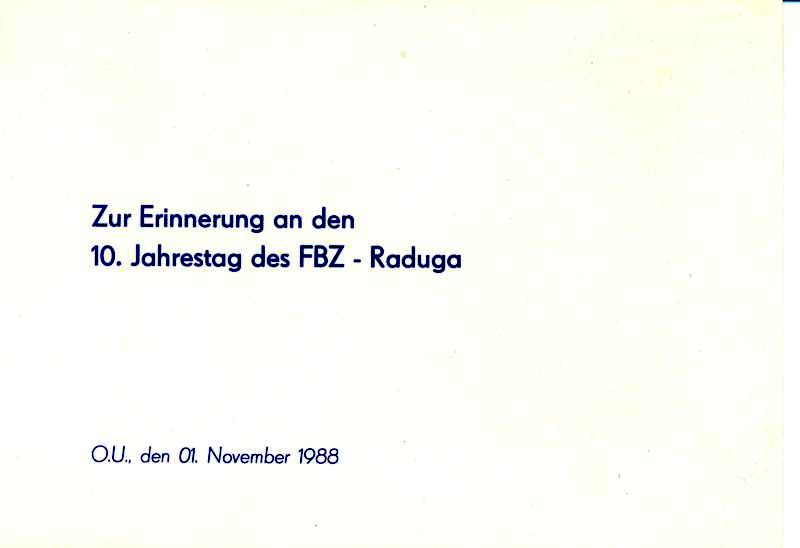 Zur Erinnerung an den
10. Jahrestag des FBZ - Raduga
O.U., den 01. November 1988